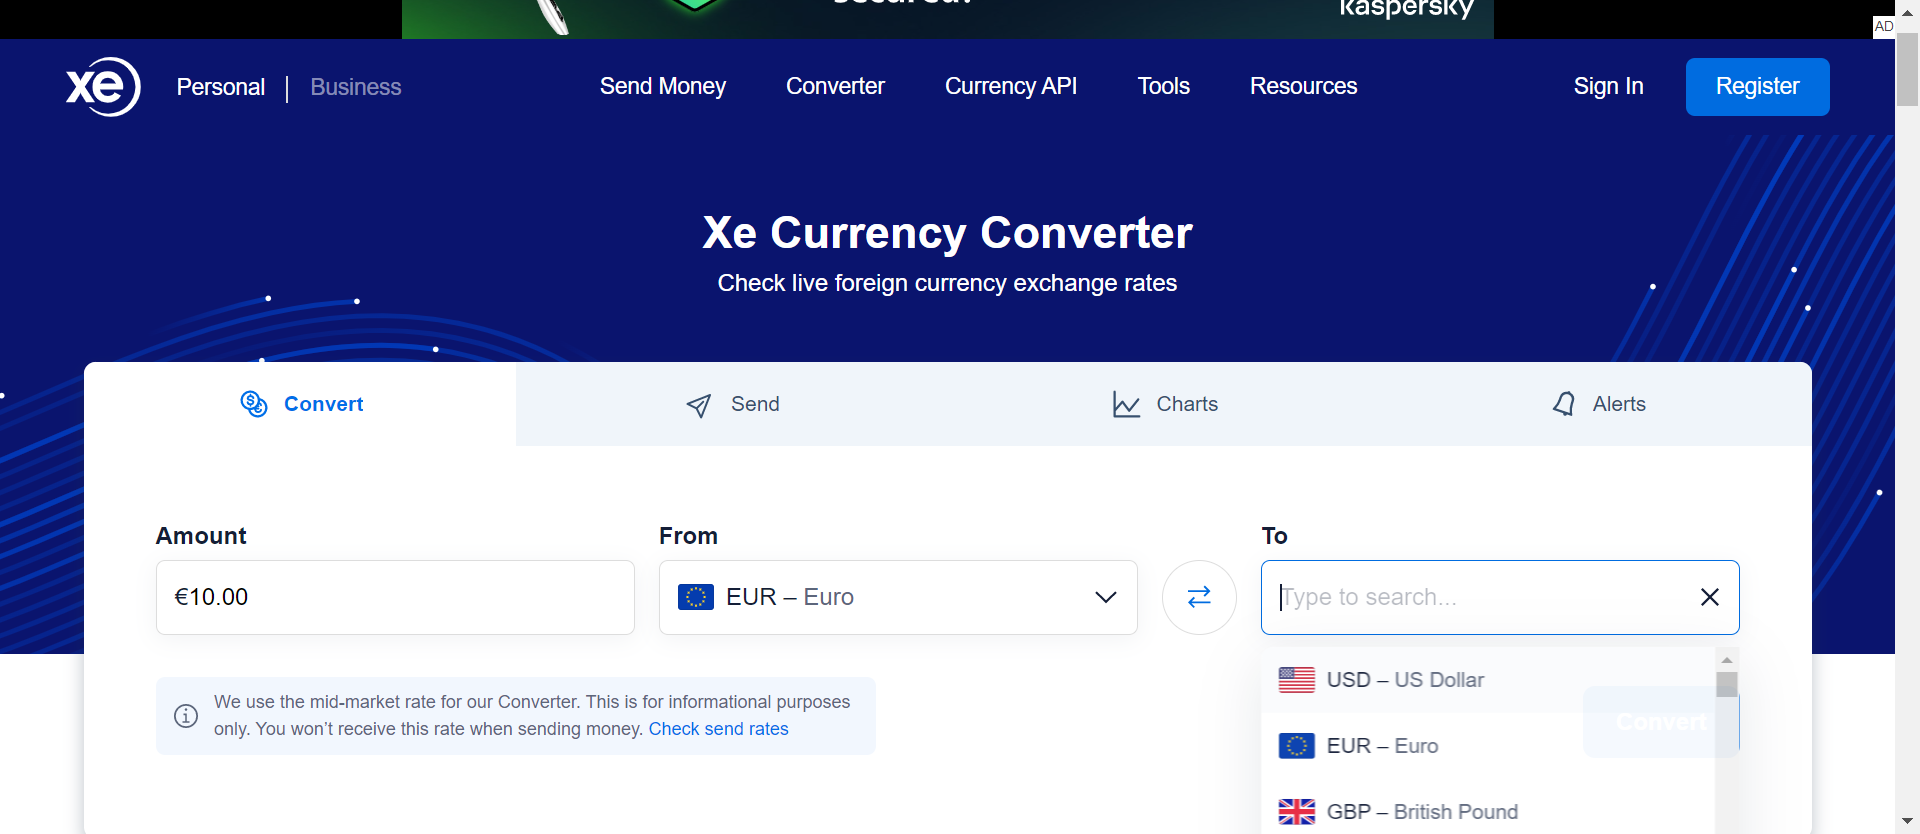 kaspersky
AD
xe
Personal | Business
Send Money
Converter
Currency API
Tools
Resources
Sign In
Register
Xe Currency Converter
Check live foreign currency exchange rates
Convert
Send
Charts
Alerts
Amount
€10.00
From
EUR – Euro
To
Type to search...
We use the mid-market rate for our Converter. This is for informational purposes
only. You won’t receive this rate when sending money. Check send rates
USD – US Dollar
Convert
EUR – Euro
GBP – British Pound